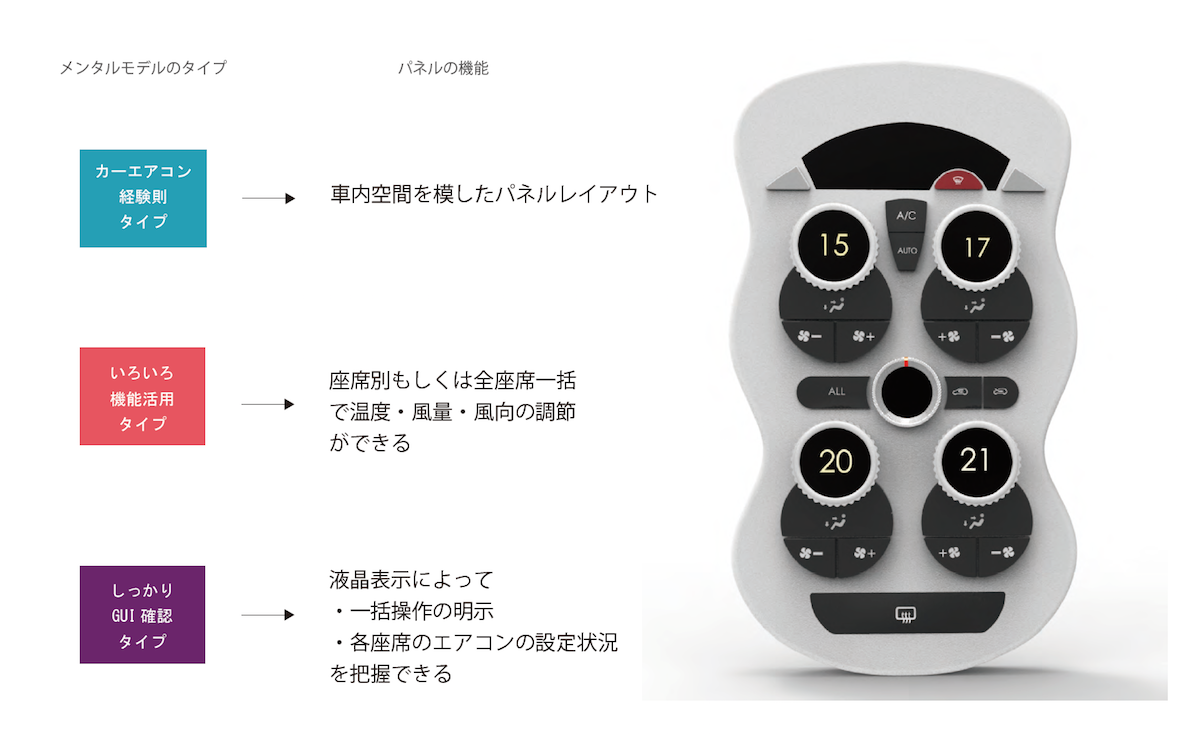 メンタルモデルのタイプ
パネルの機能
カーエアコン
経験則
タイプ
車内空間を模したパネルレイアウト
いろいろ
機能活用
タイプ
座席別もしくは全座席一括
で温度・風量・風向の調節
ができる
しっかり
GUI 確認
タイプ
液晶表示によって
・一括操作の明示
・各座席のエアコンの設定状況
を把握できる
A/C
15
AUTO
17
ALL
20
21